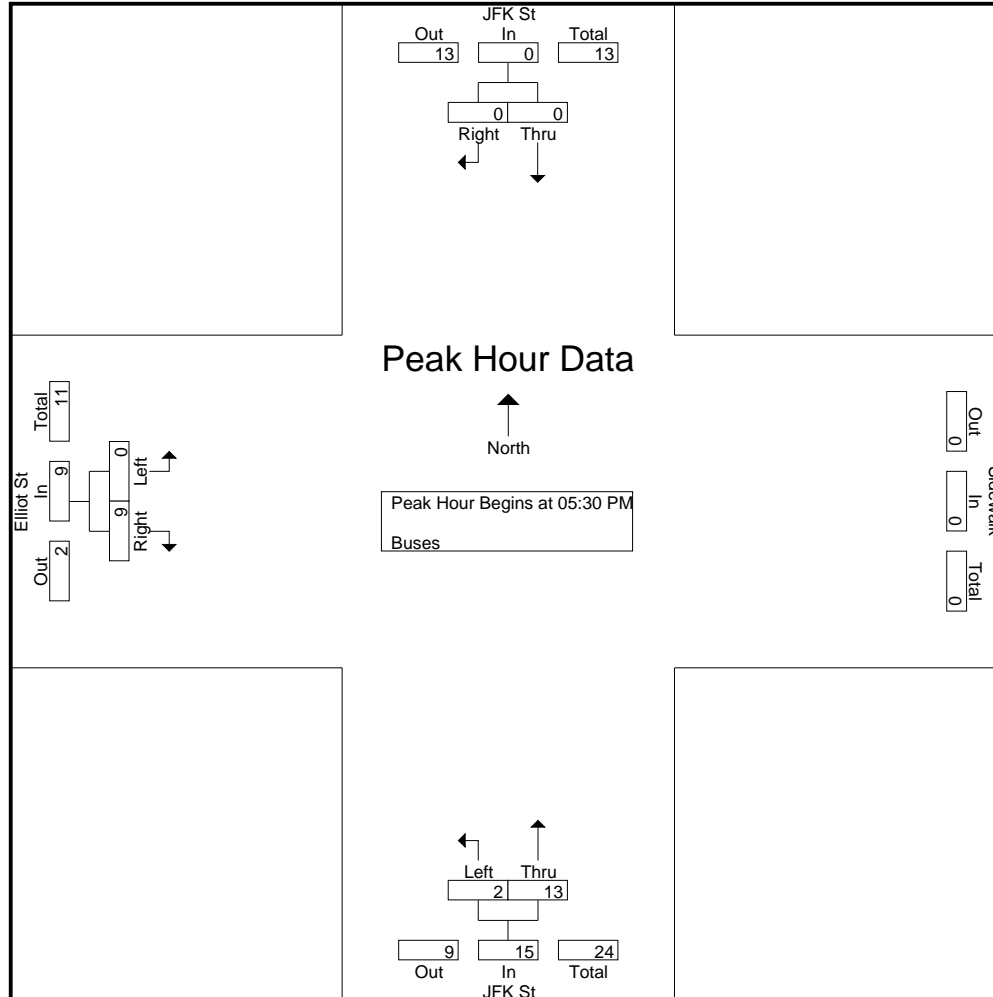 JFK St
Out In Total
13 0 13
0 0
Right Thru
Peak Hour Data
North
Peak Hour Begins at 05:30 PM
Buses
Elliot St
Total In Out
11 9 2
0 9
Left Right
Out In Total
0 0 0
Left Thru
2 13
9 15 24
Out In Total
JFK St